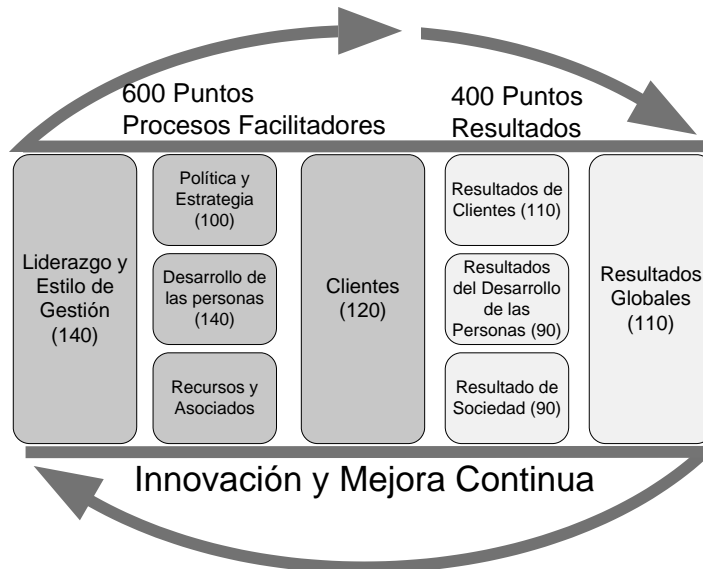 600 Puntos
Procesos Facilitadores
400 Puntos
Resultados
Liderazgo y
Estilo de
Gestión
(140)
Política y
Estrategia
(100)
Desarrollo de
las personas
(140)
Recursos y
Asociados
Clientes
(120)
Resultados de
Clientes (110)
Resultados
del Desarrollo
de las
Personas (90)
Resultado de
Sociedad (90)
Resultados
Globales
(110)
Innovación y Mejora Continua